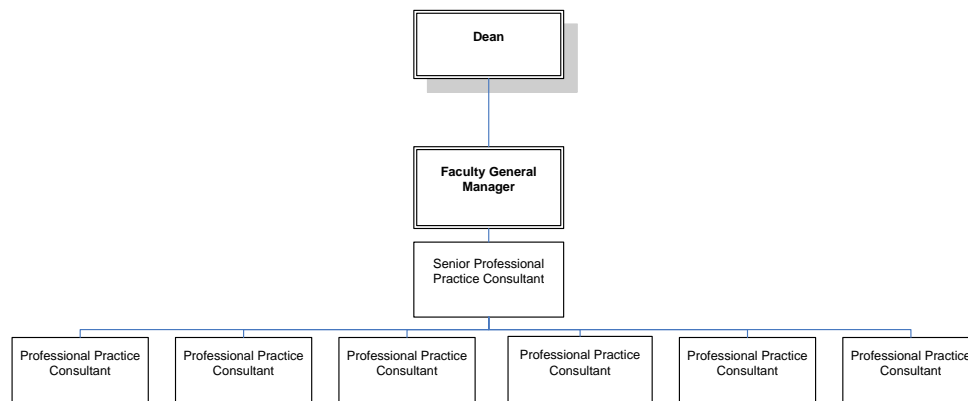 Dean
Faculty General
Manager
Senior Professional
Practice Consultant
Professional Practice
Consultant
Professional Practice
Consultant
Professional Practice
Consultant
Professional Practice
Consultant
Professional Practice
Consultant
Professional Practice
Consultant